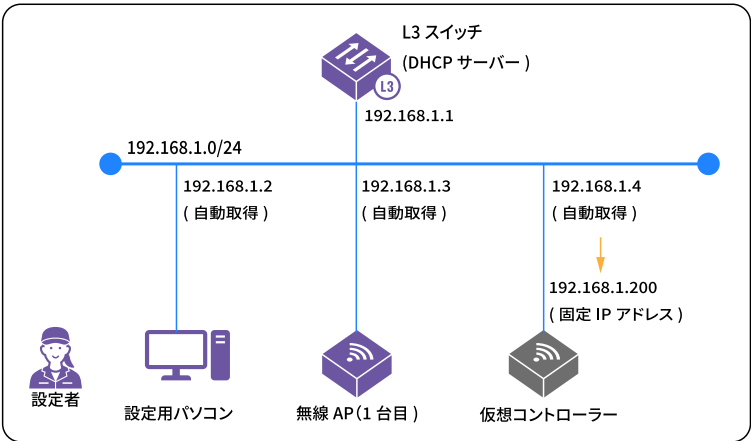 L3 スイッチ
(DHCP サーバー )
L3
192.168.1.1
192.168.1.0/24
192.168.1.2
( 自動取得 )
192.168.1.3
( 自動取得 )
192.168.1.4
( 自動取得 )
192.168.1.200
( 固定 IP アドレス )
設定者
設定用パソコン
無線 AP（1 台目 )
仮想コントローラー